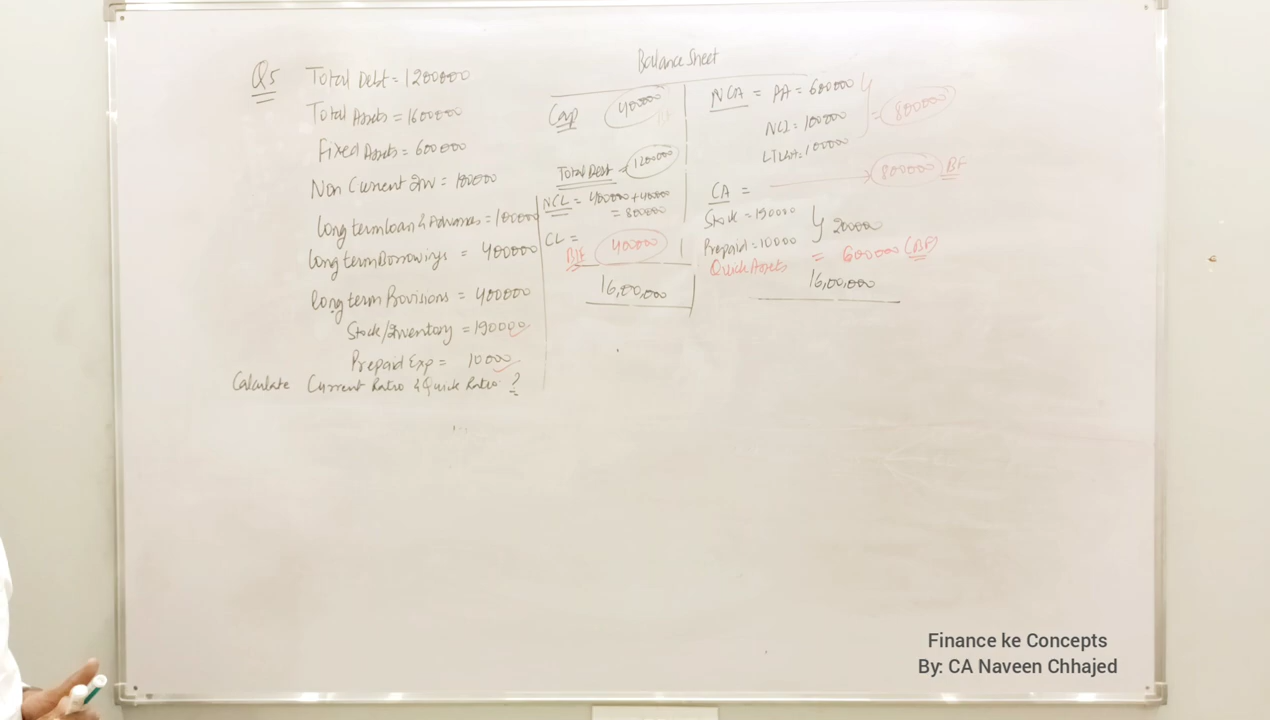 Q5 Total Debt = 1200000
Total Assets = 1600000
Fixed Assets = 600000
Non Current Inv = 100000
Long term loan & Advances = 100000
Long term Borrowings = 400000
Long term Provisions = 400000
Stock/Inventory = 190000
Prepaid Exp = 10000
Calculate Current Ratio & Quick Ratio ?
Balance Sheet
Cap 400000
Total Debt = 1200000
NCL = 400000 + 400000
= 800000
CL =
BF 400000
16,00,000
NCA = FA = 600000
NCI = 100000 = 800000
LTL&A = 100000
CA = 800000 BF
Stock = 190000
Prepaid = 10000 200000
Quick Assets = 600000 (BF)
16,00,000
Finance ke Concepts
By: CA Naveen Chhajed